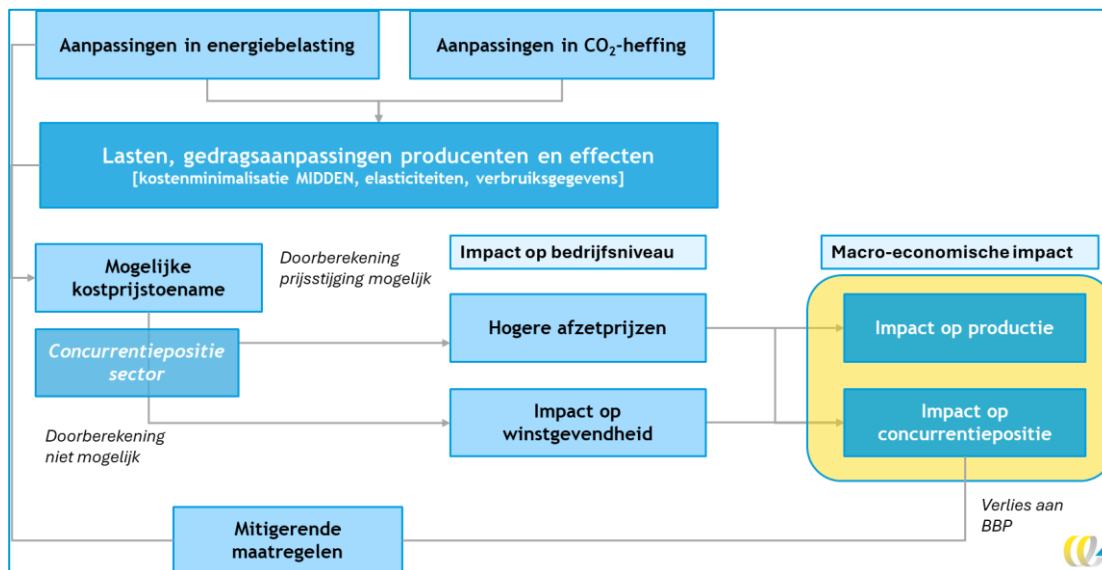 Aanpassingen in energiebelasting
Aanpassingen in CO₂-heffing
Lasten, gedragsaanpassingen producenten en effecten
[kostenminimalisatie MIDDEN, elasticiteiten, verbruiksgegevens]
Mogelijke
kostprijstoename
Doorberekening
prijsstijging mogelijk
Impact op bedrijfsniveau
Macro-economische impact
Concurrentiepositie
sector
Hogere afzetprijzen
Impact op productie
Doorberekening
niet mogelijk
Impact op
winstgevendheid
Impact op
concurrentiepositie
Mitigerende
maatregelen
Verlies aan
BBP